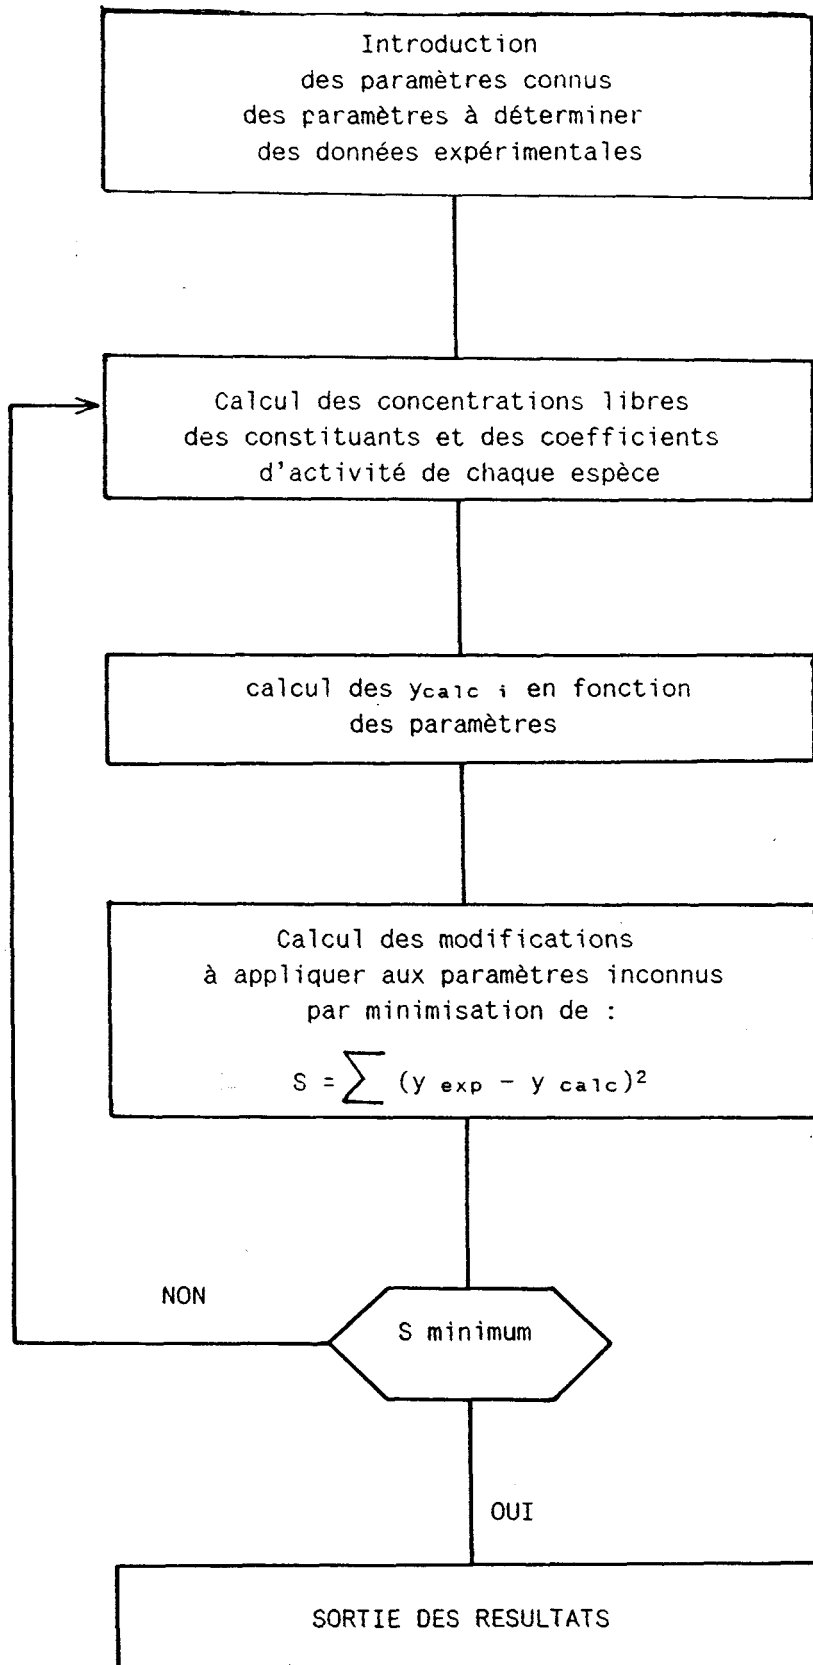 Introduction
des paramètres connus
des paramètres à déterminer
des données expérimentales
Calcul des concentrations libres
des constituants et des coefficients
d'activité de chaque espèce
calcul des ycalc i en fonction
des paramètres
Calcul des modifications
à appliquer aux paramètres inconnus
par minimisation de :
S = ∑ (y exp - y calc)²
NON
S minimum
OUI
SORTIE DES RESULTATS